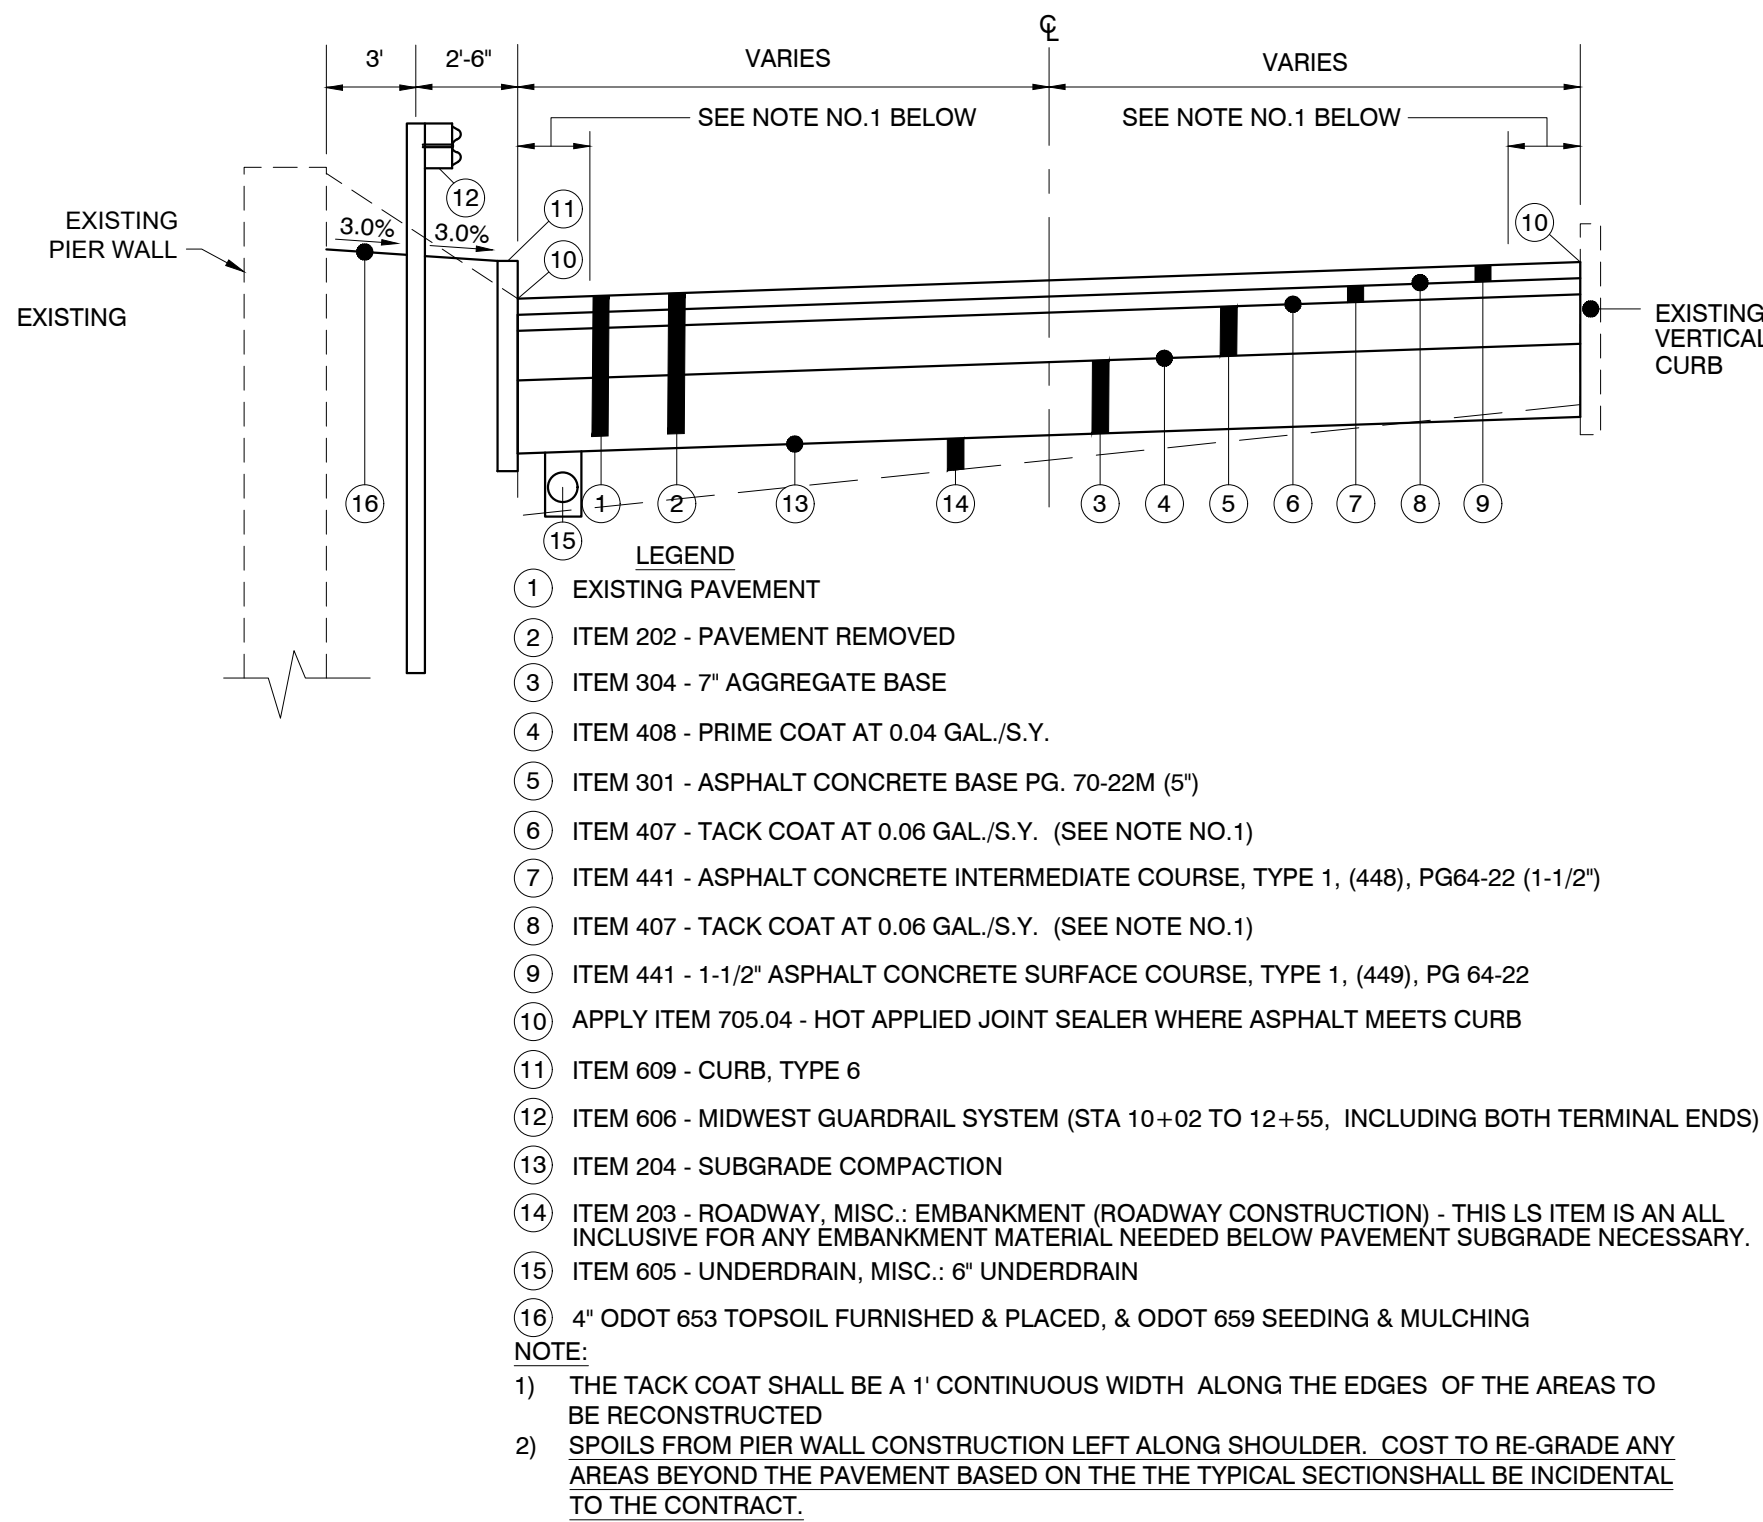 ℄
3'
2'-6"
VARIES
VARIES
SEE NOTE NO.1 BELOW
SEE NOTE NO.1 BELOW
12
11
10
10
EXISTING
PIER WALL
3.0%
3.0%
EXISTING
EXISTING
VERTICAL
CURB
16
1
2
13
14
3
4
5
6
7
8
9
15
LEGEND
1 EXISTING PAVEMENT
2 ITEM 202 - PAVEMENT REMOVED
3 ITEM 304 - 7" AGGREGATE BASE
4 ITEM 408 - PRIME COAT AT 0.04 GAL./S.Y.
5 ITEM 301 - ASPHALT CONCRETE BASE PG. 70-22M (5")
6 ITEM 407 - TACK COAT AT 0.06 GAL./S.Y. (SEE NOTE NO.1)
7 ITEM 441 - ASPHALT CONCRETE INTERMEDIATE COURSE, TYPE 1, (448), PG64-22 (1-1/2")
8 ITEM 407 - TACK COAT AT 0.06 GAL./S.Y. (SEE NOTE NO.1)
9 ITEM 441 - 1-1/2" ASPHALT CONCRETE SURFACE COURSE, TYPE 1, (449), PG 64-22
10 APPLY ITEM 705.04 - HOT APPLIED JOINT SEALER WHERE ASPHALT MEETS CURB
11 ITEM 609 - CURB, TYPE 6
12 ITEM 606 - MIDWEST GUARDRAIL SYSTEM (STA 10+02 TO 12+55, INCLUDING BOTH TERMINAL ENDS)
13 ITEM 204 - SUBGRADE COMPACTION
14 ITEM 203 - ROADWAY, MISC.: EMBANKMENT (ROADWAY CONSTRUCTION) - THIS LS ITEM IS AN ALL
INCLUSIVE FOR ANY EMBANKMENT MATERIAL NEEDED BELOW PAVEMENT SUBGRADE NECESSARY.
15 ITEM 605 - UNDERDRAIN, MISC.: 6" UNDERDRAIN
16 4" ODOT 653 TOPSOIL FURNISHED & PLACED, & ODOT 659 SEEDING & MULCHING
NOTE:
1) THE TACK COAT SHALL BE A 1' CONTINUOUS WIDTH ALONG THE EDGES OF THE AREAS TO
BE RECONSTRUCTED
2) SPOILS FROM PIER WALL CONSTRUCTION LEFT ALONG SHOULDER. COST TO RE-GRADE ANY
AREAS BEYOND THE PAVEMENT BASED ON THE THE TYPICAL SECTIONSHALL BE INCIDENTAL
TO THE CONTRACT.